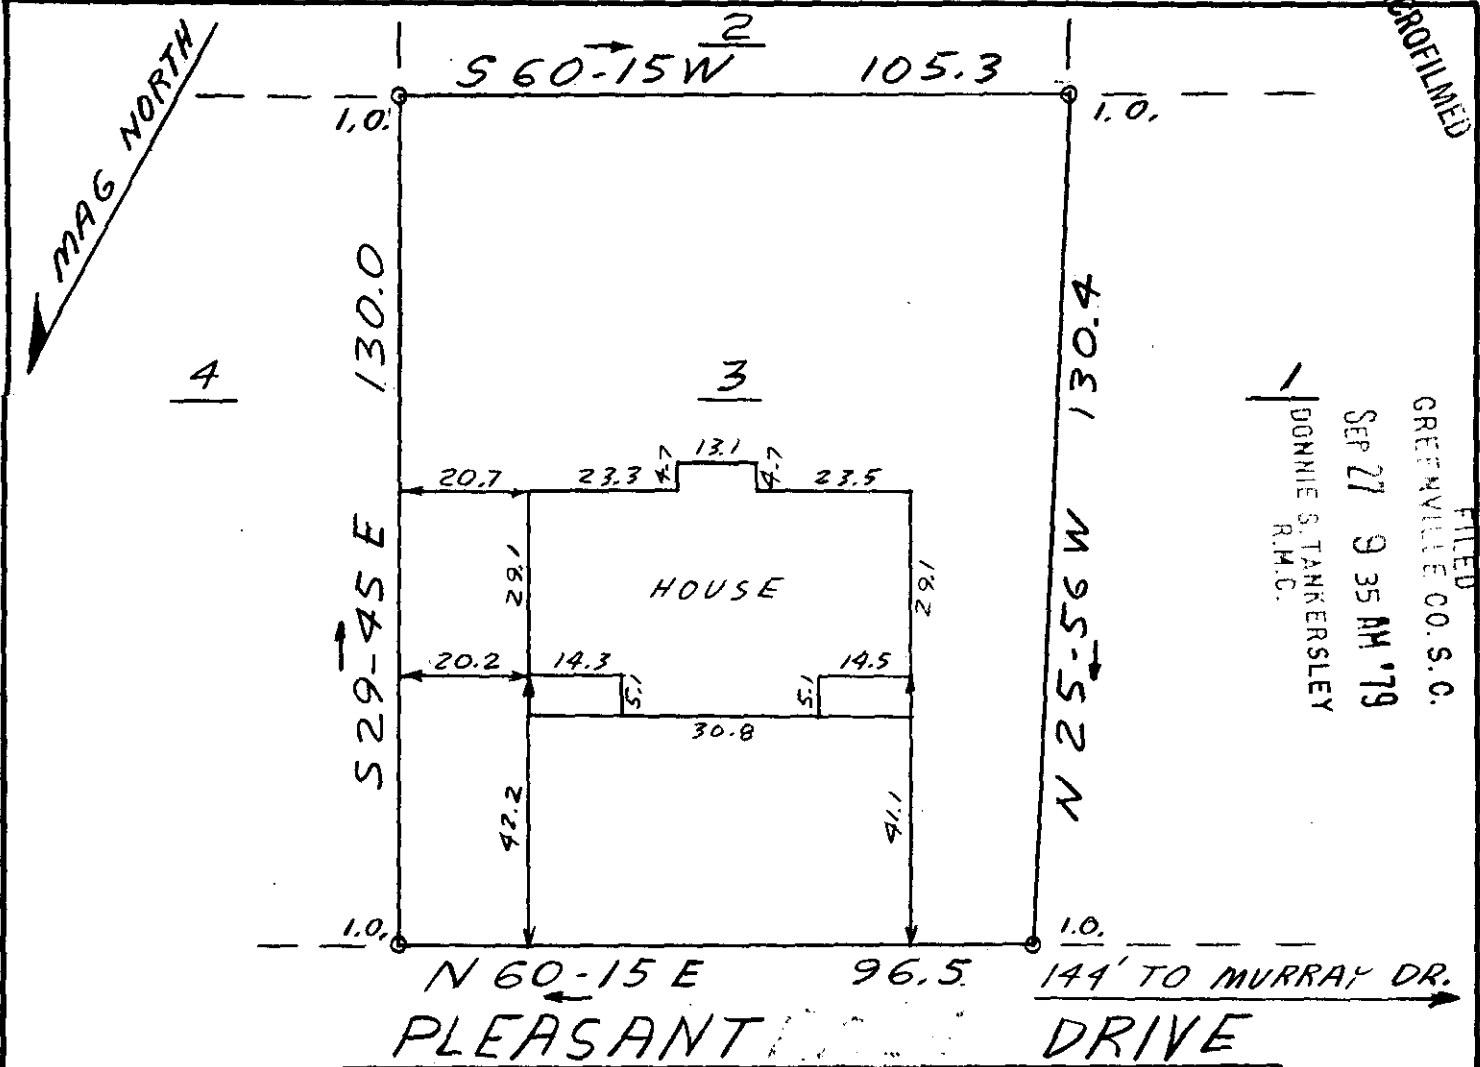 2
S 60-15 W 105.3
CROFILMED
MAG NORTH
I.O.
I.O.
S 29-45 E 130.0
N 25-56 W 130.4
4
3
1
13.1
4.7
4.7
20.7
23.3
23.5
29.1
HOUSE
29.1
20.2
14.3
14.5
5.1
5.1
30.8
42.2
41.1
FILED
GREENVILLE CO. S. C.
SEP 27 9 35 AM '79
DONNIE S. TANKERSLEY
R.M.C.
I.O.
I.O.
N 60-15 E 96.5
144' TO MURRAY DR.
PLEASANT DRIVE